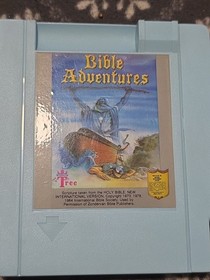 Bible
Adventures
Tree
Scripture taken from the HOLY BIBLE: NEW
INTERNATIONAL VERSION. Copyright 1973, 1978,
1984 International Bible Society. Used by
Permission of Zondervan Bible Publishers.